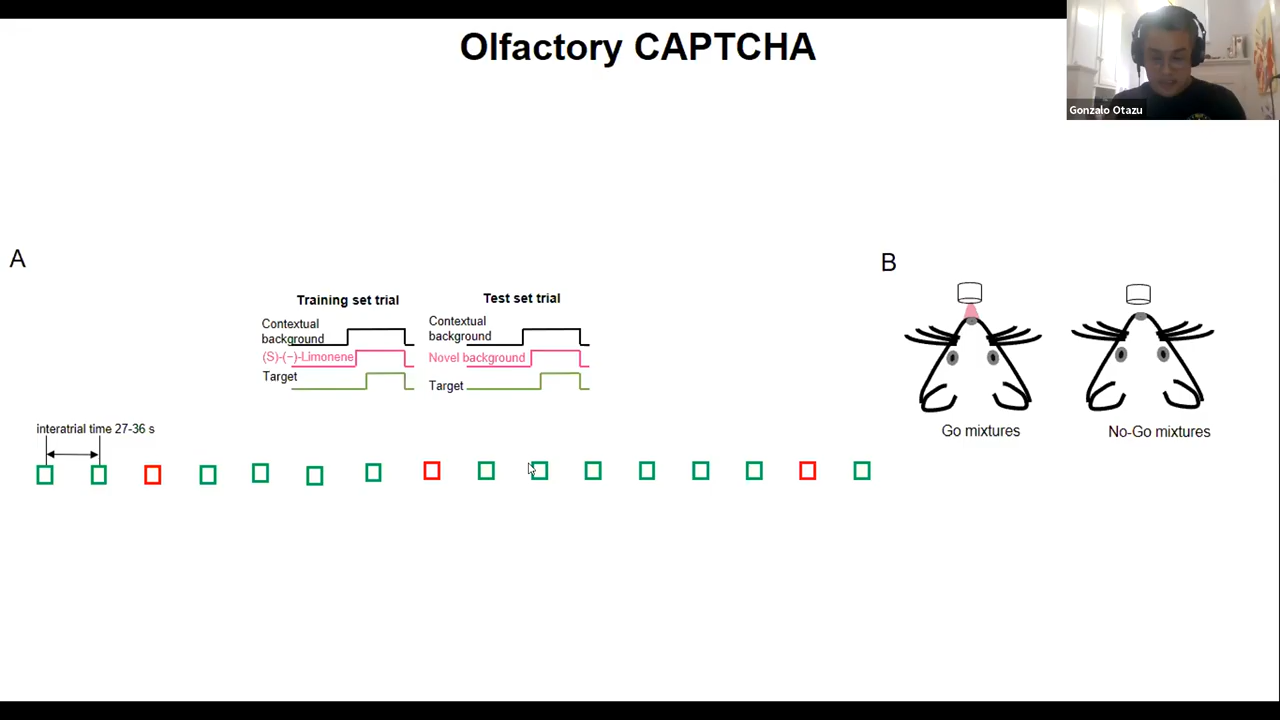 Olfactory CAPTCHA
Gonzalo Otazu
A
B
Training set trial
Contextual
background
(S)-(−)-Limonene
Target
Test set trial
Contextual
background
Novel background
Target
interatrial time 27-36 s
Go mixtures
No-Go mixtures